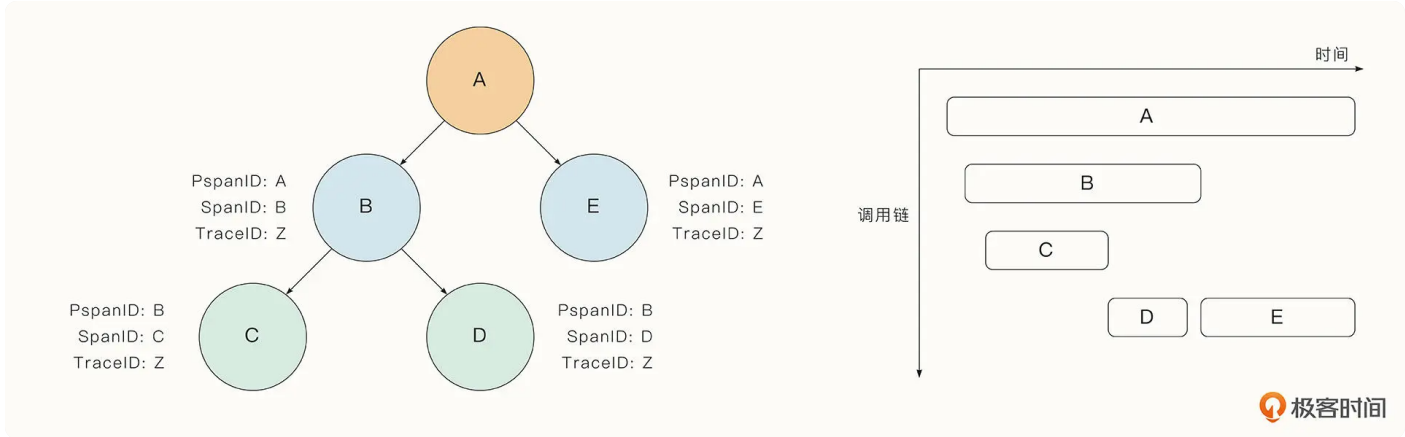 A
PspanID: A
SpanID: B
TraceID: Z
B
E
PspanID: A
SpanID: E
TraceID: Z
PspanID: B
SpanID: C
TraceID: Z
C
D
PspanID: B
SpanID: D
TraceID: Z
时间
调用链
A
B
C
D
E
极客时间